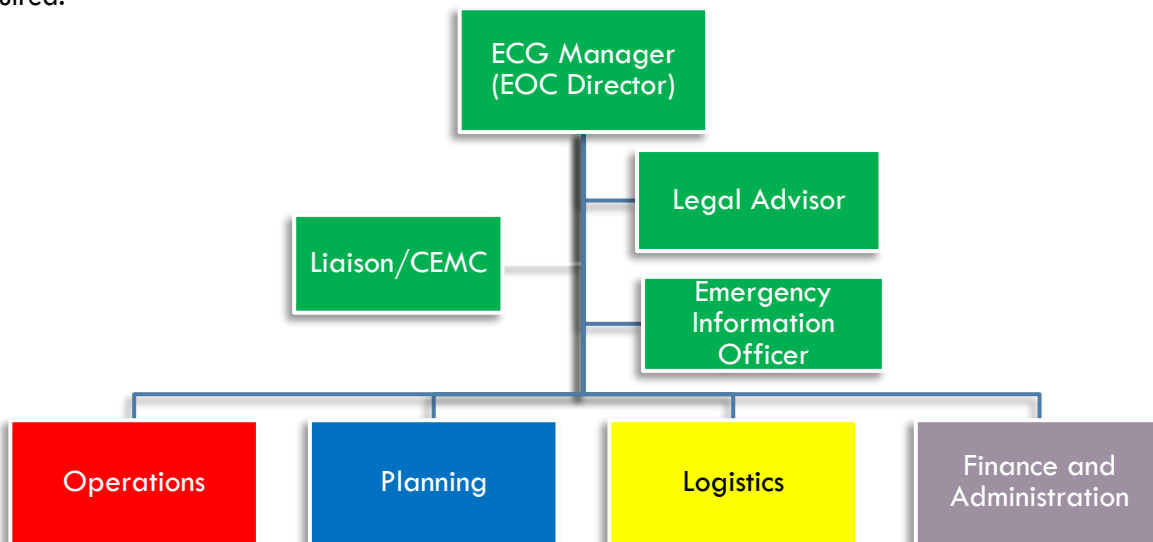 ECG Manager
(EOC Director)
Legal Advisor
Liaison/CEMC
Emergency
Information
Officer
Operations
Planning
Logistics
Finance and
Administration